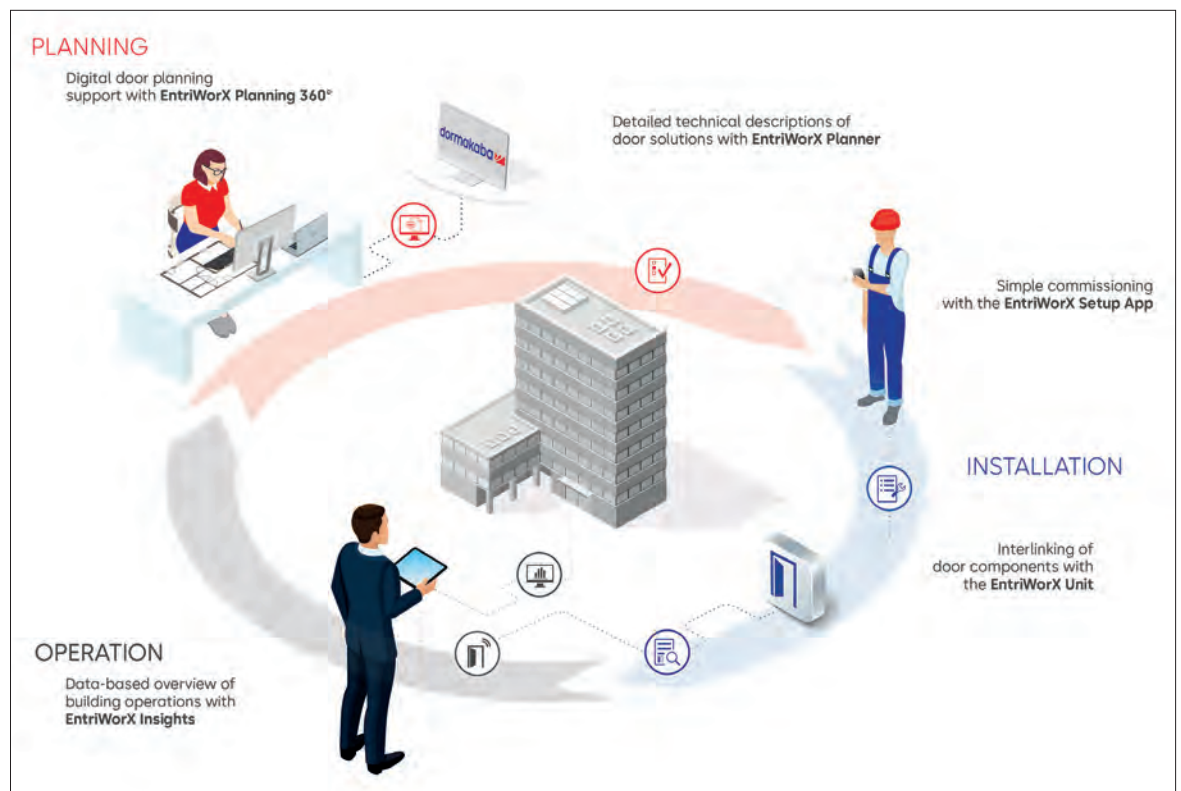 PLANNING
Digital door planning
support with EntriWorX Planning 360°
dormakaba
Detailed technical descriptions of
door solutions with EntriWorX Planner
Simple commissioning
with the EntriWorX Setup App
INSTALLATION
Interlinking of
door components with
the EntriWorX Unit
OPERATION
Data-based overview of
building operations with
EntriWorX Insights